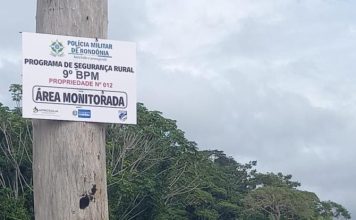 POLÍCIA MILITAR
DE RONDÔNIA
PROGRAMA DE SEGURANÇA RURAL
9º BPM
PROPRIEDADE Nº 012
ÁREA MONITORADA